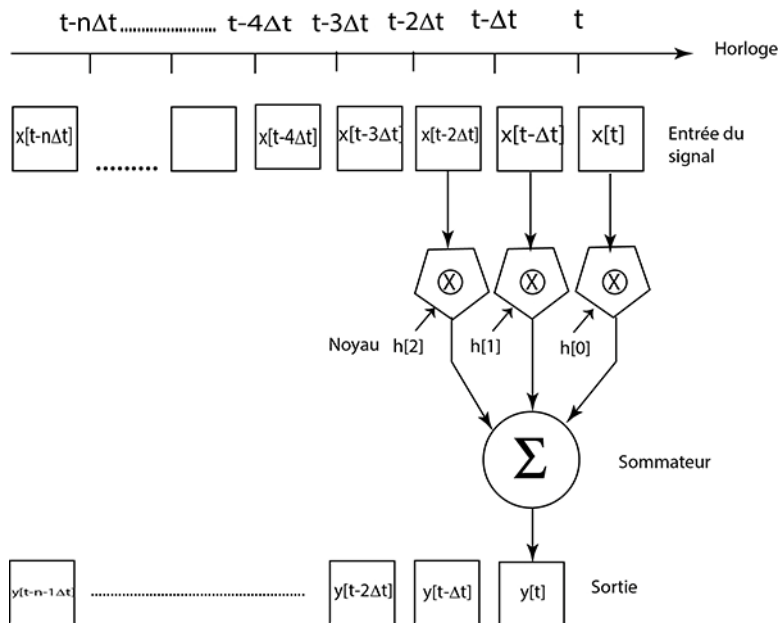 t-nΔt.................... t-4Δt t-3Δt t-2Δt t-Δt t
Horloge
x[t-nΔt] ......... x[t-4Δt] x[t-3Δt] x[t-2Δt] x[t-Δt] x[t]
Entrée du
signal
X X X
Noyau h[2] h[1] h[0]
Σ
Sommateur
y[t-n-1Δt] ........................................ y[t-2Δt] y[t-Δt] y[t]
Sortie